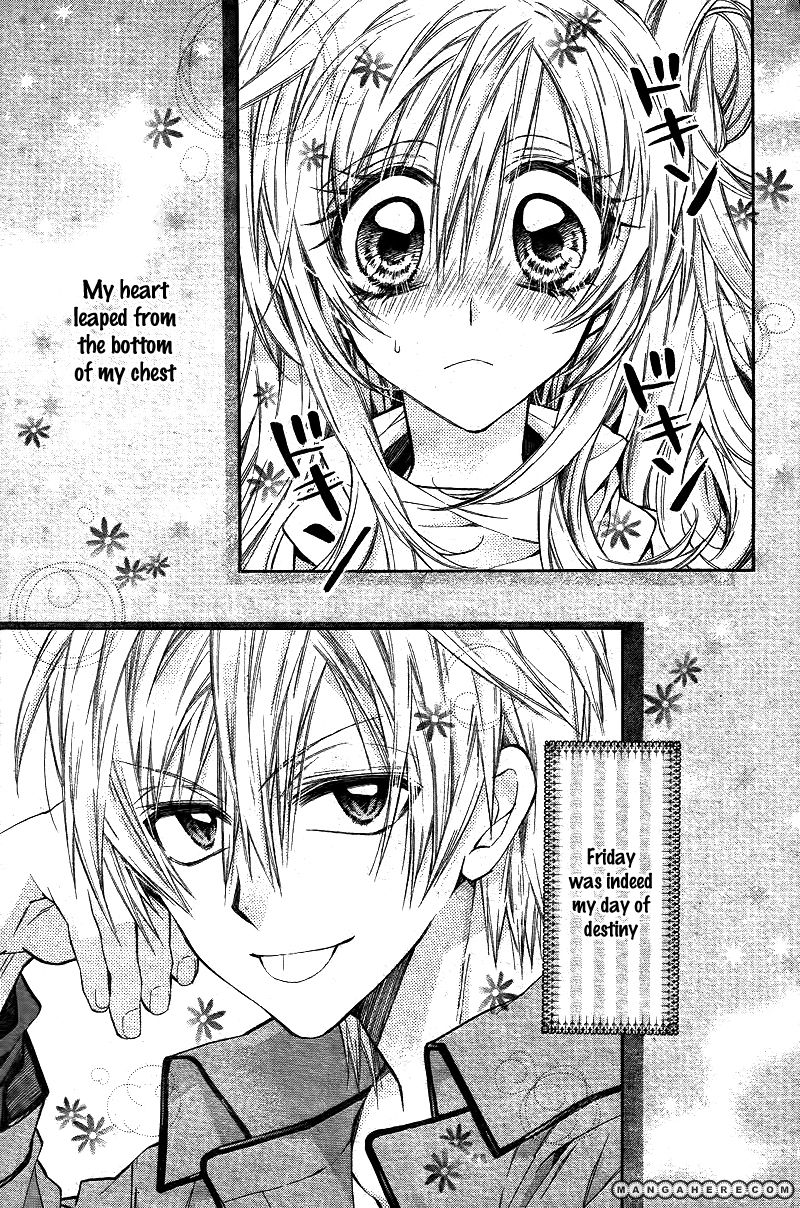 ドキン
My heart
leaped from
the bottom
of my chest
ドキン
ドキン
Friday
was indeed
my day of
destiny
MANGAHERE.COM